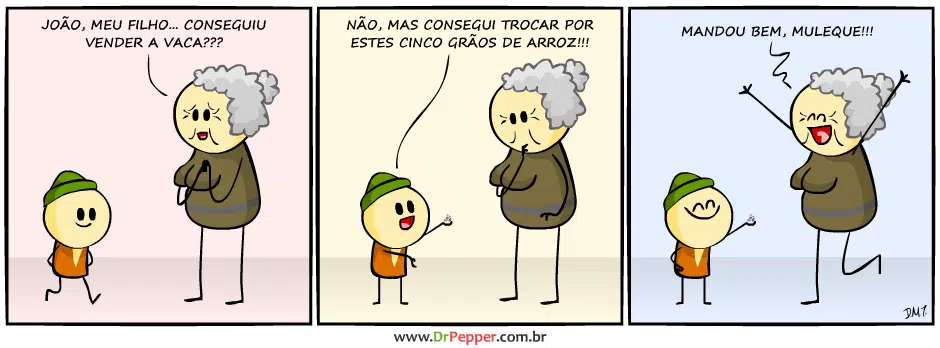 JOÃO, MEU FILHO... CONSEGUIU
VENDER A VACA???
NÃO, MAS CONSEGUI TROCAR POR
ESTES CINCO GRÃOS DE ARROZ!!!
MANDOU BEM, MULEQUE!!!
www.DrPepper.com.br